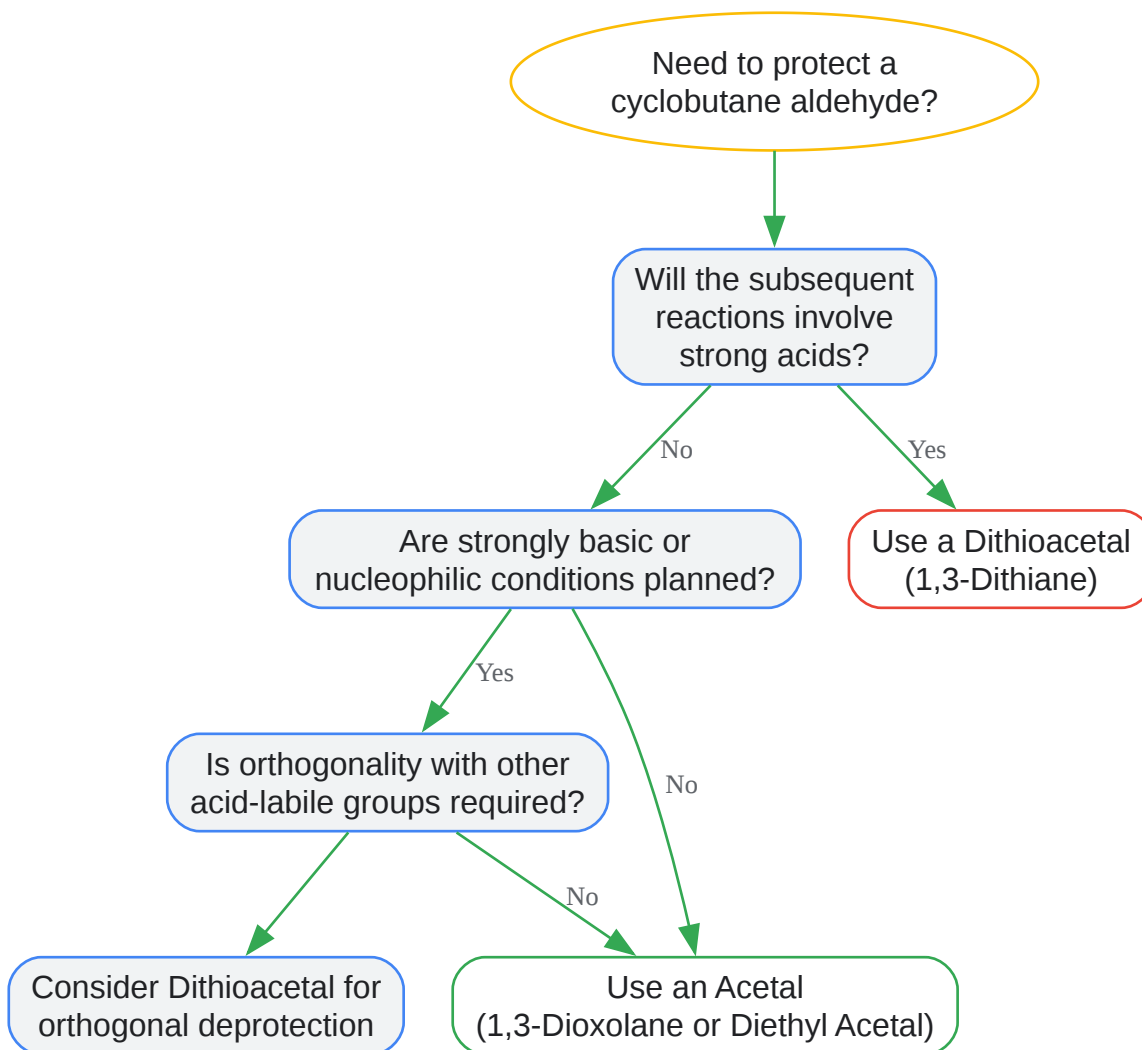 Need to protect a
cyclobutane aldehyde?
Will the subsequent
reactions involve
strong acids?
No
Yes
Are strongly basic or
nucleophilic conditions planned?
Use a Dithioacetal
(1,3-Dithiane)
Yes
Is orthogonality with other
acid-labile groups required?
No
No
Consider Dithioacetal for
orthogonal deprotection
Use an Acetal
(1,3-Dioxolane or Diethyl Acetal)